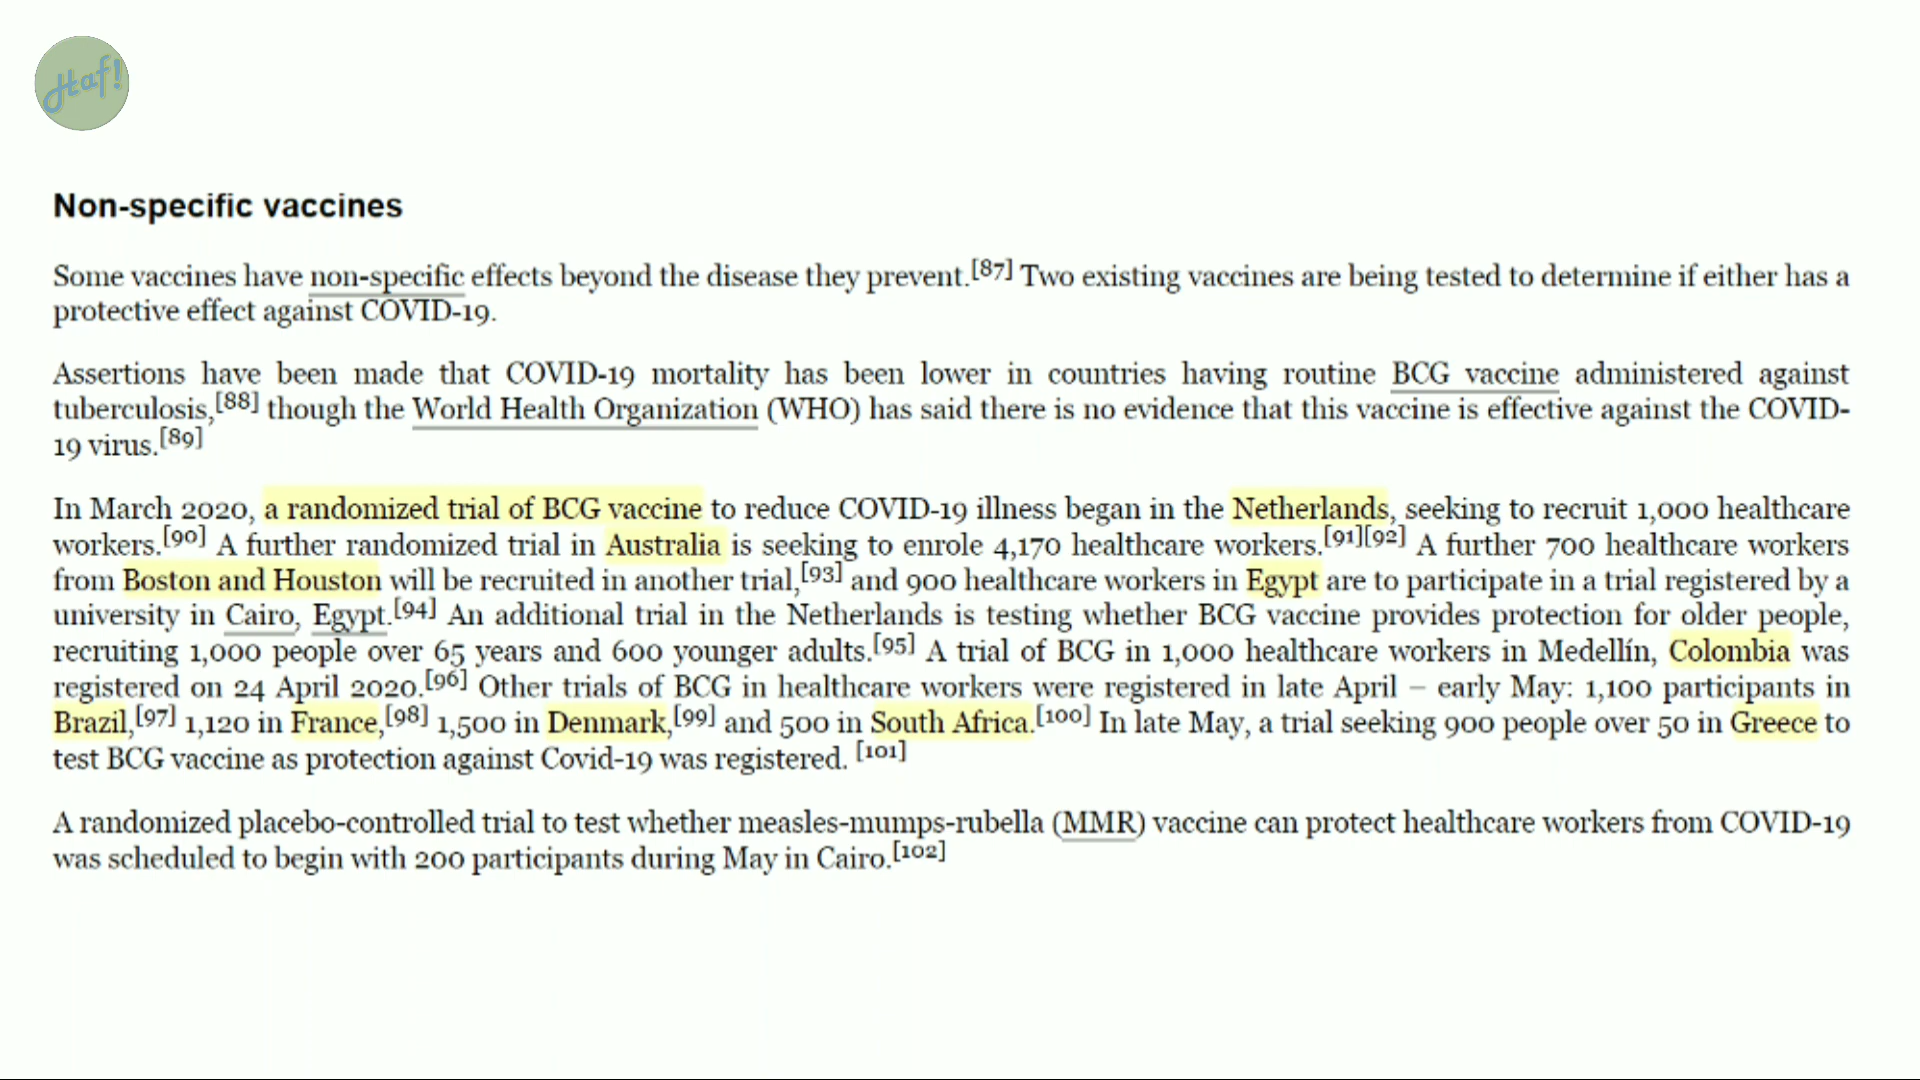 Haf!
Non-specific vaccines
Some vaccines have non-specific effects beyond the disease they prevent.[87] Two existing vaccines are being tested to determine if either has a
protective effect against COVID-19.
Assertions have been made that COVID-19 mortality has been lower in countries having routine BCG vaccine administered against
tuberculosis,[88] though the World Health Organization (WHO) has said there is no evidence that this vaccine is effective against the COVID-
19 virus.[89]
In March 2020, a randomized trial of BCG vaccine to reduce COVID-19 illness began in the Netherlands, seeking to recruit 1,000 healthcare
workers.[90] A further randomized trial in Australia is seeking to enrole 4,170 healthcare workers.[91][92] A further 700 healthcare workers
from Boston and Houston will be recruited in another trial,[93] and 900 healthcare workers in Egypt are to participate in a trial registered by a
university in Cairo, Egypt.[94] An additional trial in the Netherlands is testing whether BCG vaccine provides protection for older people,
recruiting 1,000 people over 65 years and 600 younger adults.[95] A trial of BCG in 1,000 healthcare workers in Medellín, Colombia was
registered on 24 April 2020.[96] Other trials of BCG in healthcare workers were registered in late April – early May: 1,100 participants in
Brazil,[97] 1,120 in France,[98] 1,500 in Denmark,[99] and 500 in South Africa.[100] In late May, a trial seeking 900 people over 50 in Greece to
test BCG vaccine as protection against Covid-19 was registered. [101]
A randomized placebo-controlled trial to test whether measles-mumps-rubella (MMR) vaccine can protect healthcare workers from COVID-19
was scheduled to begin with 200 participants during May in Cairo.[102]